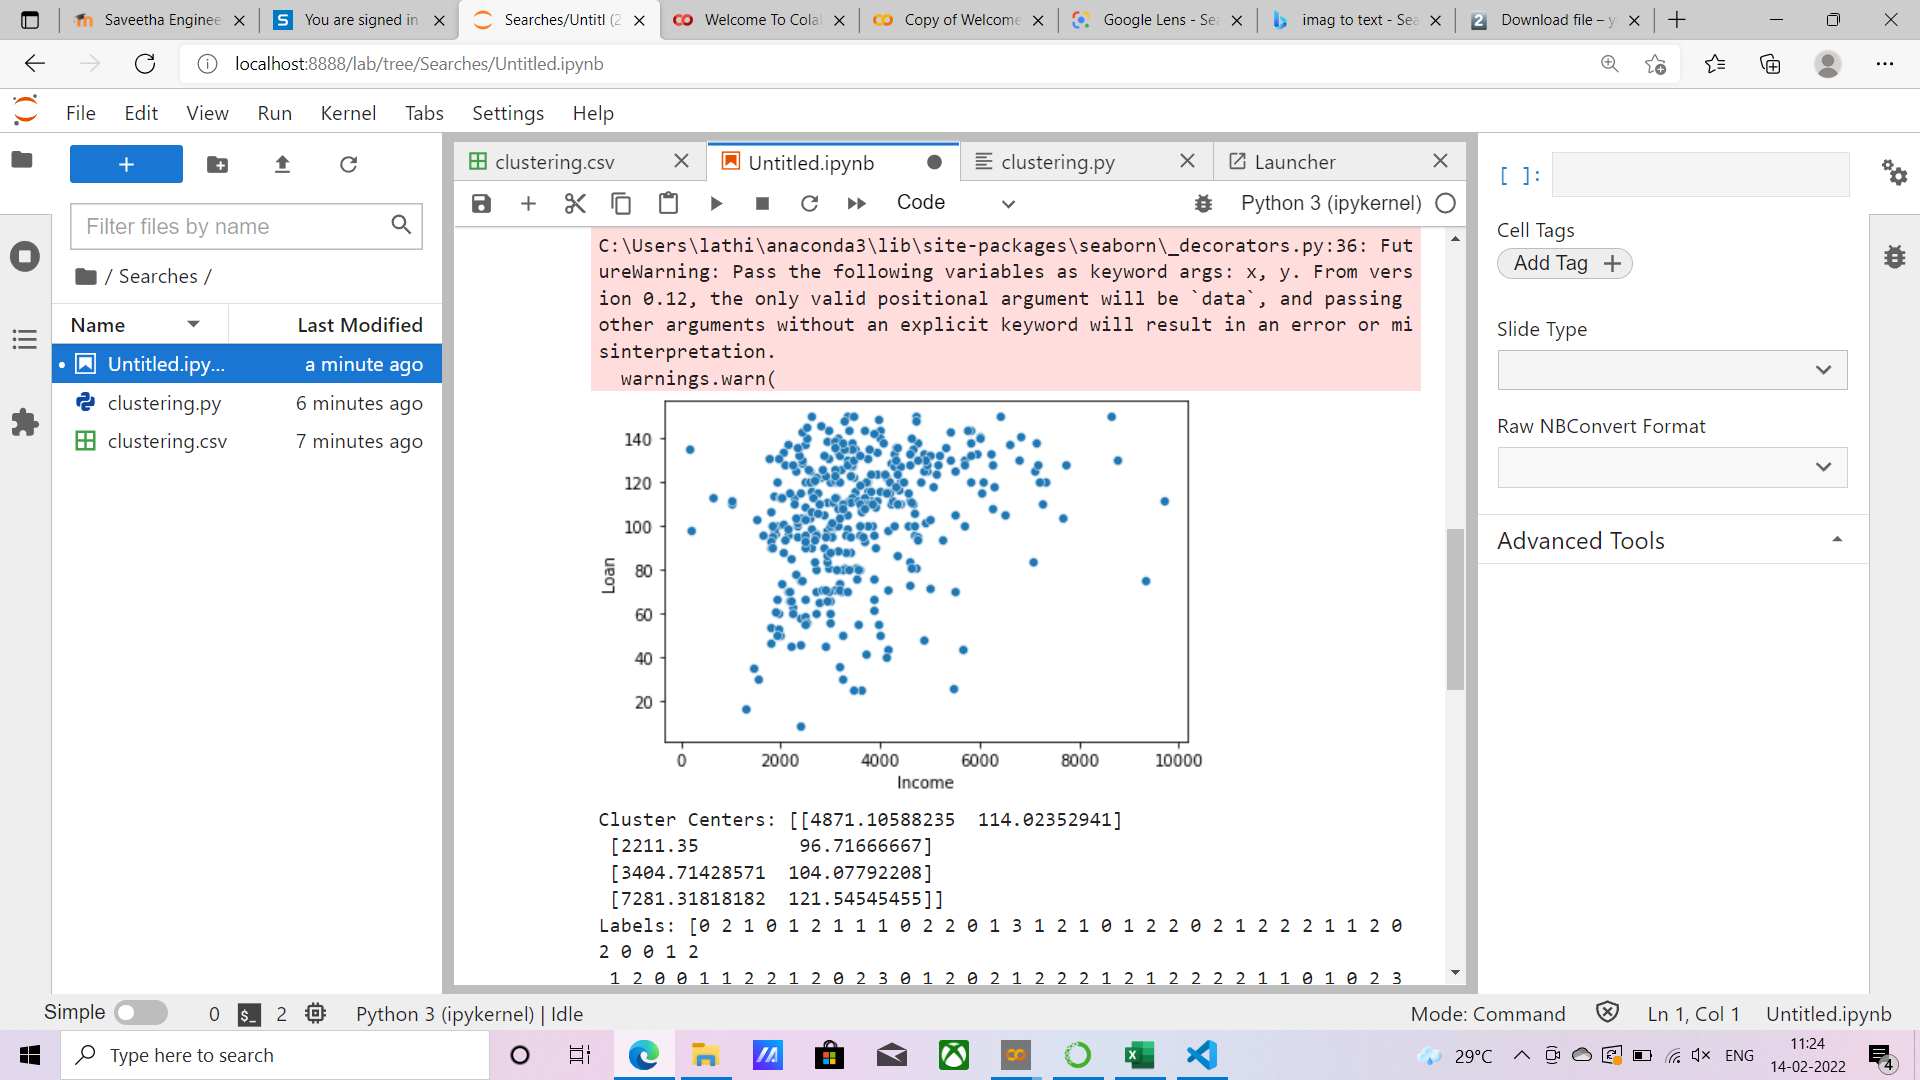 Saveetha Enginee
You are signed in
Searches/Untitl (2
Welcome To Cola
Copy of Welcome
Google Lens - Sea
imag to text - Sea
Download file – y
localhost:8888/lab/tree/Searches/Untitled.ipynb
File Edit View Run Kernel Tabs Settings Help
Filter files by name
/ Searches /
Name Last Modified
Untitled.ipy... a minute ago
clustering.py 6 minutes ago
clustering.csv 7 minutes ago
clustering.csv
Untitled.ipynb
clustering.py
Launcher
Code
Python 3 (ipykernel)
C:\Users\lathi\anaconda3\lib\site-packages\seaborn\_decorators.py:36: Fut
ureWarning: Pass the following variables as keyword args: x, y. From vers
ion 0.12, the only valid positional argument will be `data`, and passing
other arguments without an explicit keyword will result in an error or mi
sinterpretation.
warnings.warn(
140
120
100
80
60
40
20
Loan
0 2000 4000 6000 8000 10000
Income
Cluster Centers: [[4871.10588235 114.02352941]
[2211.35 96.71666667]
[3404.71428571 104.07792208]
[7281.31818182 121.54545455]]
Labels: [0 2 1 0 1 2 1 1 1 0 2 2 0 1 3 1 2 1 0 1 2 2 0 2 1 2 2 2 1 1 2 0
2 0 0 1 2
1 2 0 0 1 1 2 2 1 2 0 2 3 0 1 2 0 2 1 2 2 2 1 2 1 2 2 2 2 1 1 0 1 0 2 3
[ ]:
Cell Tags
Add Tag +
Slide Type
Raw NBConvert Format
Advanced Tools
Simple
0
$_
2
Python 3 (ipykernel) | Idle
Mode: Command
Ln 1, Col 1
Untitled.ipynb
Type here to search
29°C
ENG
11:24
14-02-2022
4